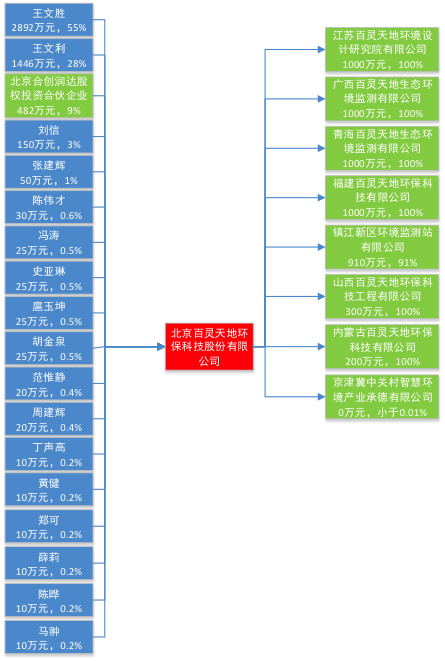 王文胜
2892万元，55%
王文利
1446万元，28%
北京合创润达股
权投资合伙企业
482万元，9%
刘信
150万元，3%
张建辉
50万元，1%
陈伟才
30万元，0.6%
冯涛
25万元，0.5%
史亚琳
25万元，0.5%
扈玉坤
25万元，0.5%
胡金泉
25万元，0.5%
范惟静
20万元，0.4%
周建辉
20万元，0.4%
丁声高
10万元，0.2%
黄健
10万元，0.2%
郑可
10万元，0.2%
薛莉
10万元，0.2%
陈晔
10万元，0.2%
马翀
10万元，0.2%
北京百灵天地环
保科技股份有限
公司
江苏百灵天地环境设
计研究院有限公司
1000万元，100%
广西百灵天地生态环
境监测有限公司
1000万元，100%
青海百灵天地生态环
境监测有限公司
1000万元，100%
福建百灵天地环保科
技有限公司
1000万元，100%
镇江新区环境监测站
有限公司
910万元，91%
山西百灵天地环保科
技工程有限公司
300万元，100%
内蒙古百灵天地环保
科技有限公司
200万元，100%
京津冀中关村智慧环
境产业承德有限公司
0万元，小于0.01%